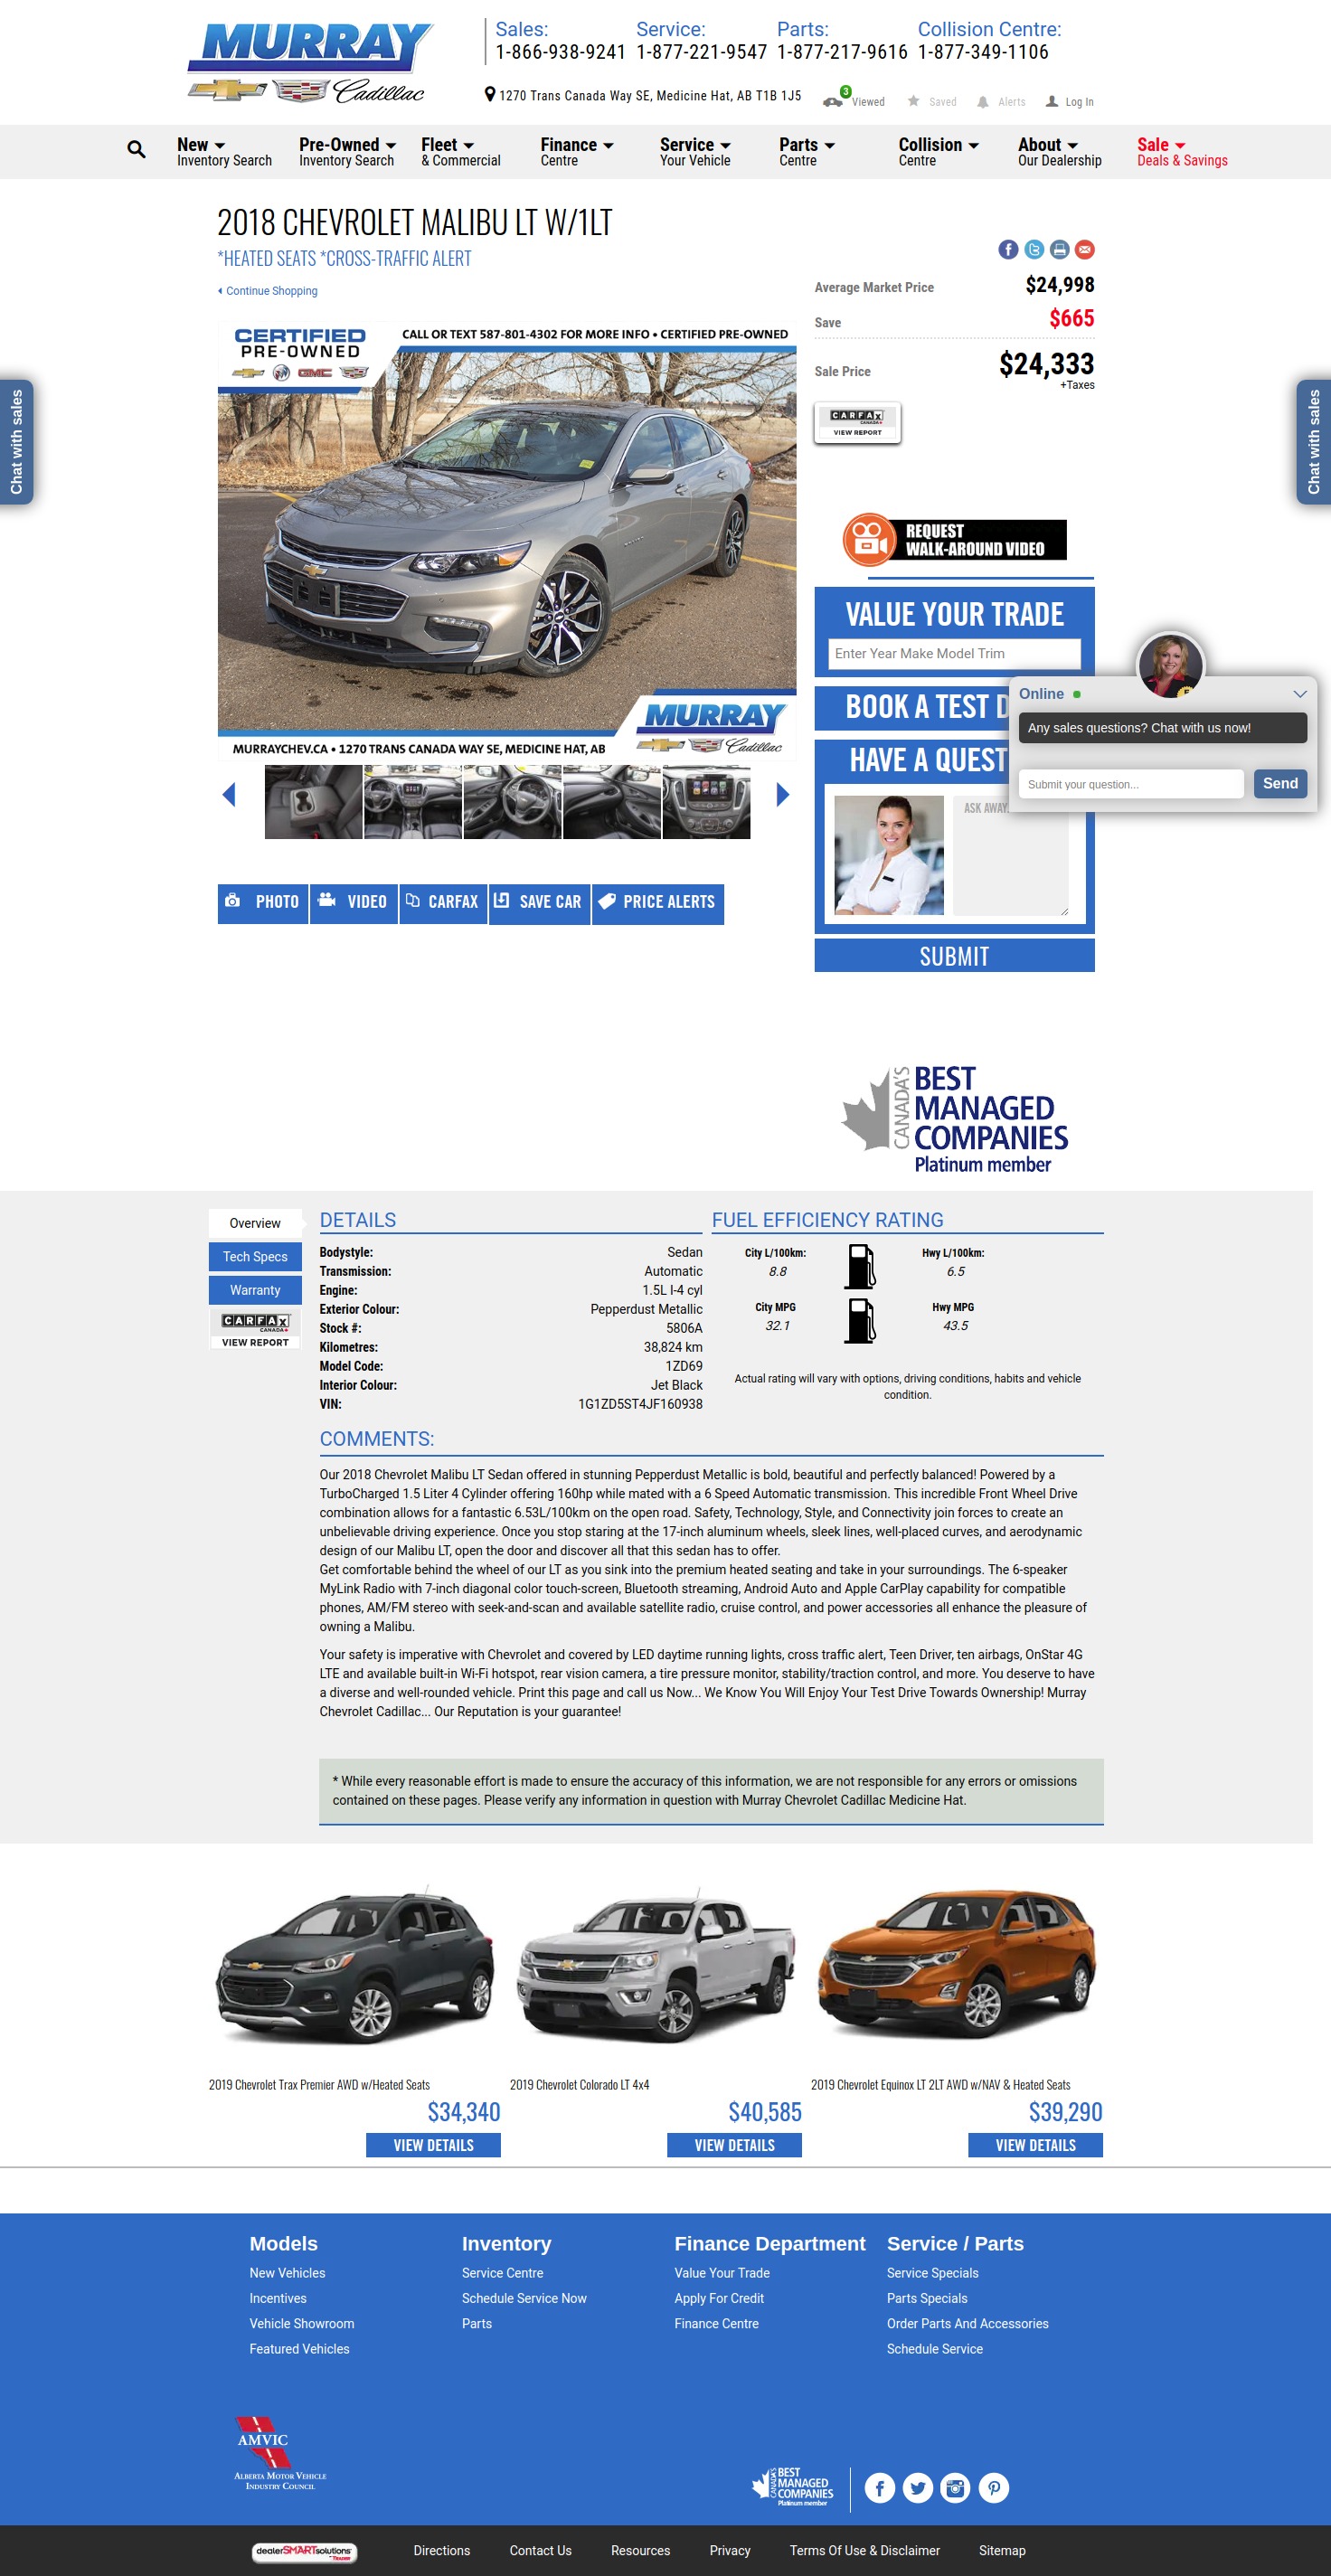 MURRAY
Cadillac
Sales:
1-866-938-9241
Service:
1-877-221-9547
Parts:
1-877-217-9616
Collision Centre:
1-877-349-1106
1270 Trans Canada Way SE, Medicine Hat, AB T1B 1J5
3
Viewed
Saved
Alerts
Log In
New
Inventory Search
Pre-Owned
Inventory Search
Fleet
& Commercial
Finance
Centre
Service
Your Vehicle
Parts
Centre
Collision
Centre
About
Our Dealership
Sale
Deals & Savings
2018 CHEVROLET MALIBU LT W/1LT
*HEATED SEATS *CROSS-TRAFFIC ALERT
Continue Shopping
Average Market Price
$24,998
Save
$665
Sale Price
$24,333
+Taxes
CARFAX
CANADA
VIEW REPORT
CERTIFIED
PRE-OWNED
GMC
CALL OR TEXT 587-801-4302 FOR MORE INFO • CERTIFIED PRE-OWNED
MURRAY
Cadillac
MURRAYCHEV.CA • 1270 TRANS CANADA WAY SE, MEDICINE HAT, AB
Chat with sales
Chat with sales
REQUEST
WALK-AROUND VIDEO
VALUE YOUR TRADE
Enter Year Make Model Trim
BOOK A TEST D
HAVE A QUEST
ASK AWAY
SUBMIT
Online
Any sales questions? Chat with us now!
Submit your question...
Send
PHOTO
VIDEO
CARFAX
SAVE CAR
PRICE ALERTS
CANADA'S
BEST
MANAGED
COMPANIES
Platinum member
Overview
Tech Specs
Warranty
CARFAX
CANADA
VIEW REPORT
DETAILS
Bodystyle: Sedan
Transmission: Automatic
Engine: 1.5L I-4 cyl
Exterior Colour: Pepperdust Metallic
Stock #: 5806A
Kilometres: 38,824 km
Model Code: 1ZD69
Interior Colour: Jet Black
VIN: 1G1ZD5ST4JF160938
FUEL EFFICIENCY RATING
City L/100km:
8.8
Hwy L/100km:
6.5
City MPG
32.1
Hwy MPG
43.5
Actual rating will vary with options, driving conditions, habits and vehicle
condition.
COMMENTS:
Our 2018 Chevrolet Malibu LT Sedan offered in stunning Pepperdust Metallic is bold, beautiful and perfectly balanced! Powered by a
TurboCharged 1.5 Liter 4 Cylinder offering 160hp while mated with a 6 Speed Automatic transmission. This incredible Front Wheel Drive
combination allows for a fantastic 6.53L/100km on the open road. Safety, Technology, Style, and Connectivity join forces to create an
unbelievable driving experience. Once you stop staring at the 17-inch aluminum wheels, sleek lines, well-placed curves, and aerodynamic
design of our Malibu LT, open the door and discover all that this sedan has to offer.
Get comfortable behind the wheel of our LT as you sink into the premium heated seating and take in your surroundings. The 6-speaker
MyLink Radio with 7-inch diagonal color touch-screen, Bluetooth streaming, Android Auto and Apple CarPlay capability for compatible
phones, AM/FM stereo with seek-and-scan and available satellite radio, cruise control, and power accessories all enhance the pleasure of
owning a Malibu.
Your safety is imperative with Chevrolet and covered by LED daytime running lights, cross traffic alert, Teen Driver, ten airbags, OnStar 4G
LTE and available built-in Wi-Fi hotspot, rear vision camera, a tire pressure monitor, stability/traction control, and more. You deserve to have
a diverse and well-rounded vehicle. Print this page and call us Now... We Know You Will Enjoy Your Test Drive Towards Ownership! Murray
Chevrolet Cadillac... Our Reputation is your guarantee!
* While every reasonable effort is made to ensure the accuracy of this information, we are not responsible for any errors or omissions
contained on these pages. Please verify any information in question with Murray Chevrolet Cadillac Medicine Hat.
2019 Chevrolet Trax Premier AWD w/Heated Seats
$34,340
VIEW DETAILS
2019 Chevrolet Colorado LT 4x4
$40,585
VIEW DETAILS
2019 Chevrolet Equinox LT 2LT AWD w/NAV & Heated Seats
$39,290
VIEW DETAILS
Models
New Vehicles
Incentives
Vehicle Showroom
Featured Vehicles
Inventory
Service Centre
Schedule Service Now
Parts
Finance Department
Value Your Trade
Apply For Credit
Finance Centre
Service / Parts
Service Specials
Parts Specials
Order Parts And Accessories
Schedule Service
AMVIC
ALBERTA MOTOR VEHICLE
INDUSTRY COUNCIL
CANADA'S
BEST
MANAGED
COMPANIES
Platinum member
dealerSMARTsolutions
Directions
Contact Us
Resources
Privacy
Terms Of Use & Disclaimer
Sitemap